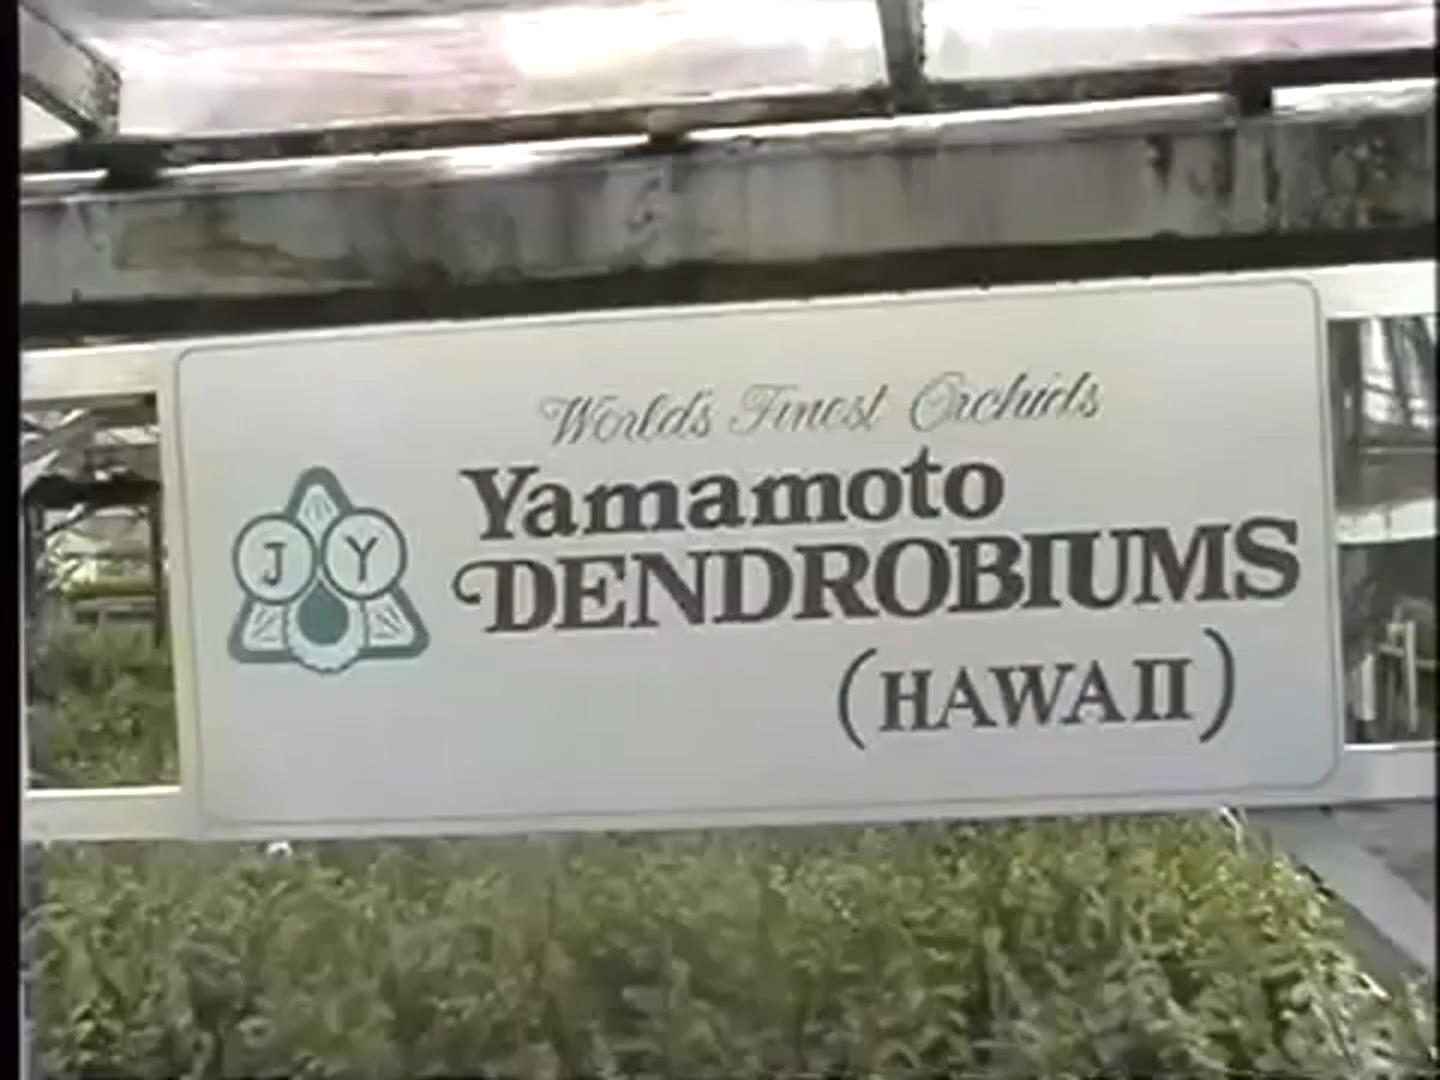 World's Finest Orchids
Yamamoto
DENDROBIUMS
(HAWAII)
J Y